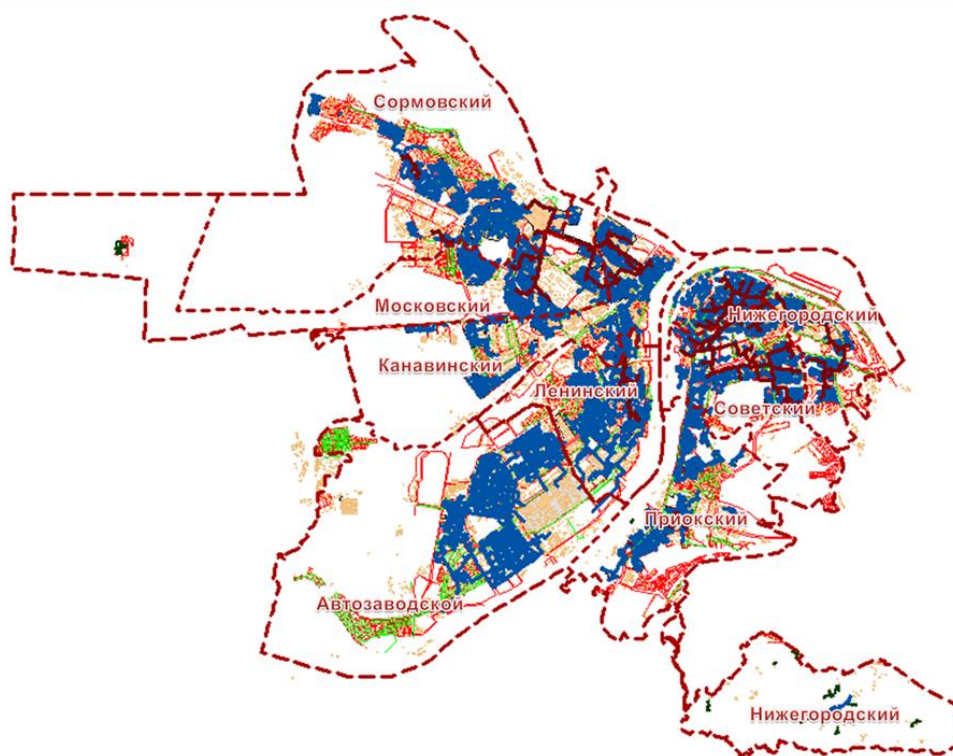 Сормовский
Нижегородский
Московский
Канавинский
Ленинский
Советский
Приокский
Автозаводской
Нижегородский